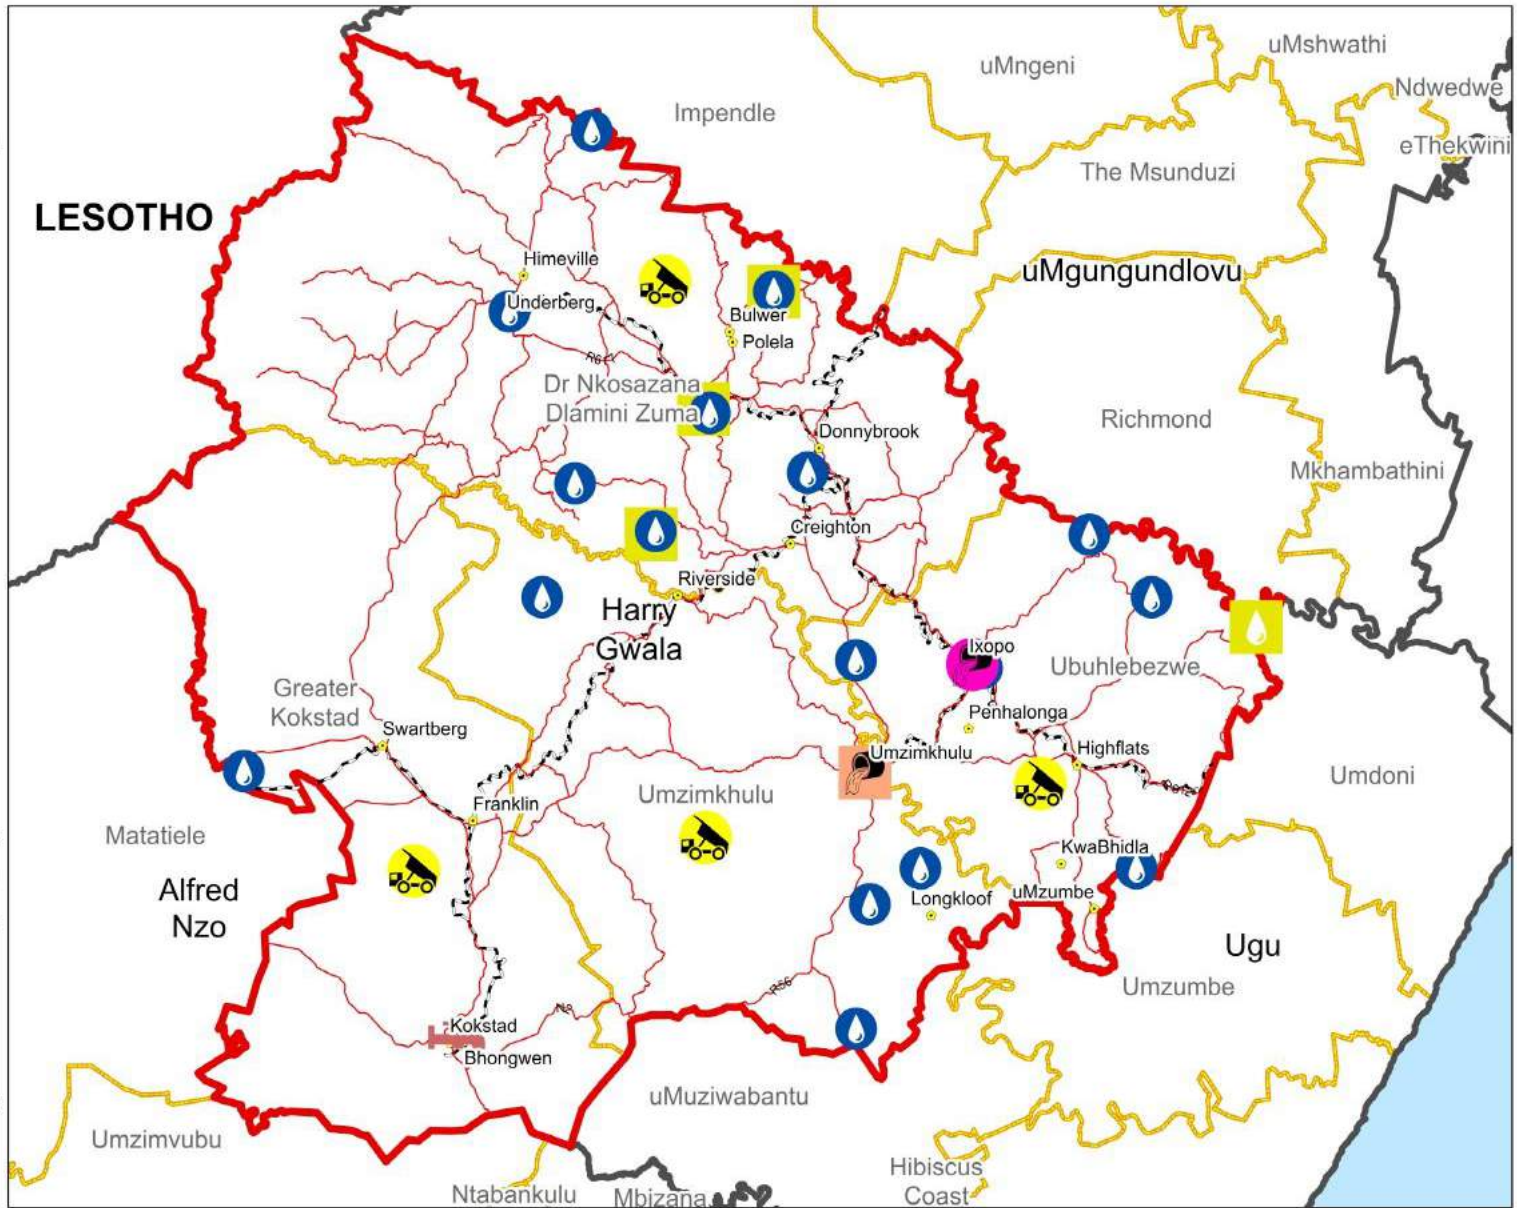 uMshwathi
uMngeni
Ndwedwe
Impendle
eThekwini
The Msunduzi
LESOTHO
Himeville
uMgungundlovu
Underberg
Bulwer
Polela
Dr Nkosazana
Dlamini Zuma
Richmond
Donnybrook
Mkhambathini
Creighton
Riverside
Harry
Gwala
Ixopo
Ubuhlebezwe
Greater
Kokstad
Swartberg
Penhalonga
Highflats
Umzimkhulu
Umdoni
Umzimkhulu
Franklin
Matatiele
KwaBhidla
Alfred
Nzo
uMzumbe
Longkloof
Ugu
R56
Umzumbe
N2
Kokstad
Bhongwen
uMuziwabantu
Umzimvubu
Hibiscus
Coast
Ntabankulu
Mbizana